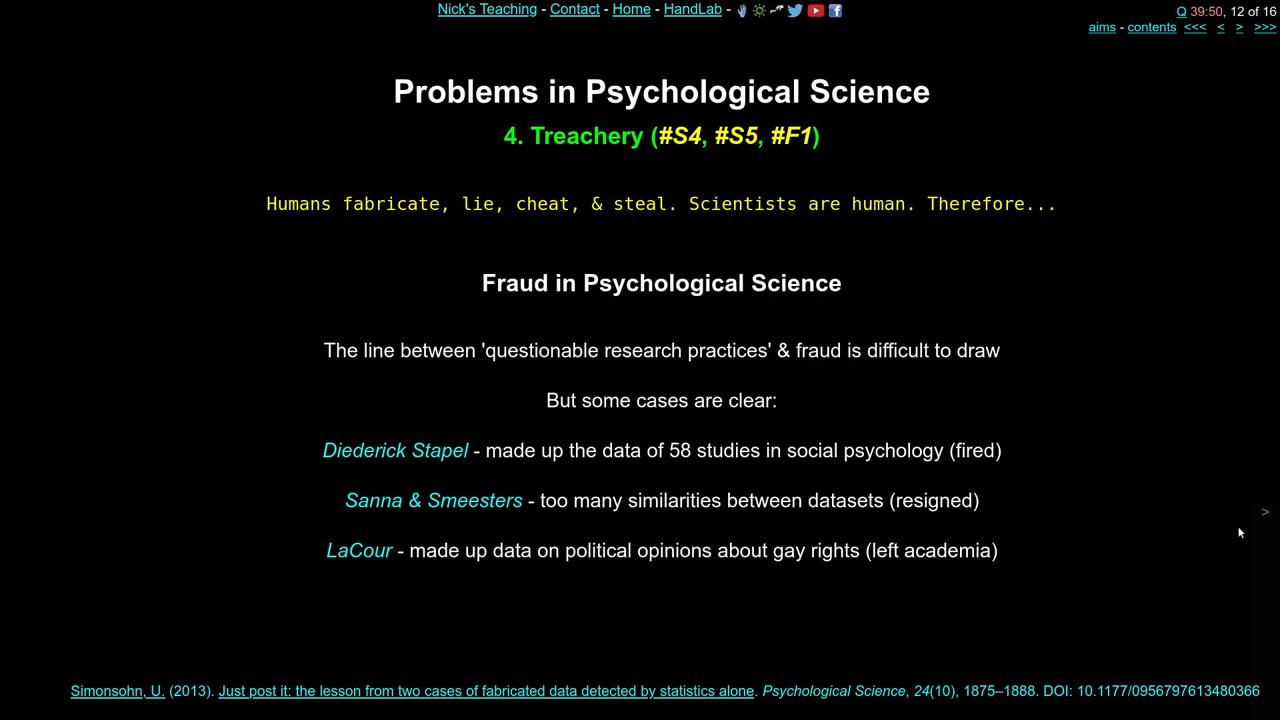 Nick's Teaching - Contact - Home - HandLab -
Q 39:50, 12 of 16
aims - contents <<< < > >>>
Problems in Psychological Science
4. Treachery (#S4, #S5, #F1)
Humans fabricate, lie, cheat, & steal. Scientists are human. Therefore...
Fraud in Psychological Science
The line between 'questionable research practices' & fraud is difficult to draw
But some cases are clear:
Diederick Stapel - made up the data of 58 studies in social psychology (fired)
Sanna & Smeesters - too many similarities between datasets (resigned)
>
LaCour - made up data on political opinions about gay rights (left academia)
Simonsohn, U. (2013). Just post it: the lesson from two cases of fabricated data detected by statistics alone. Psychological Science, 24(10), 1875–1888. DOI: 10.1177/0956797613480366